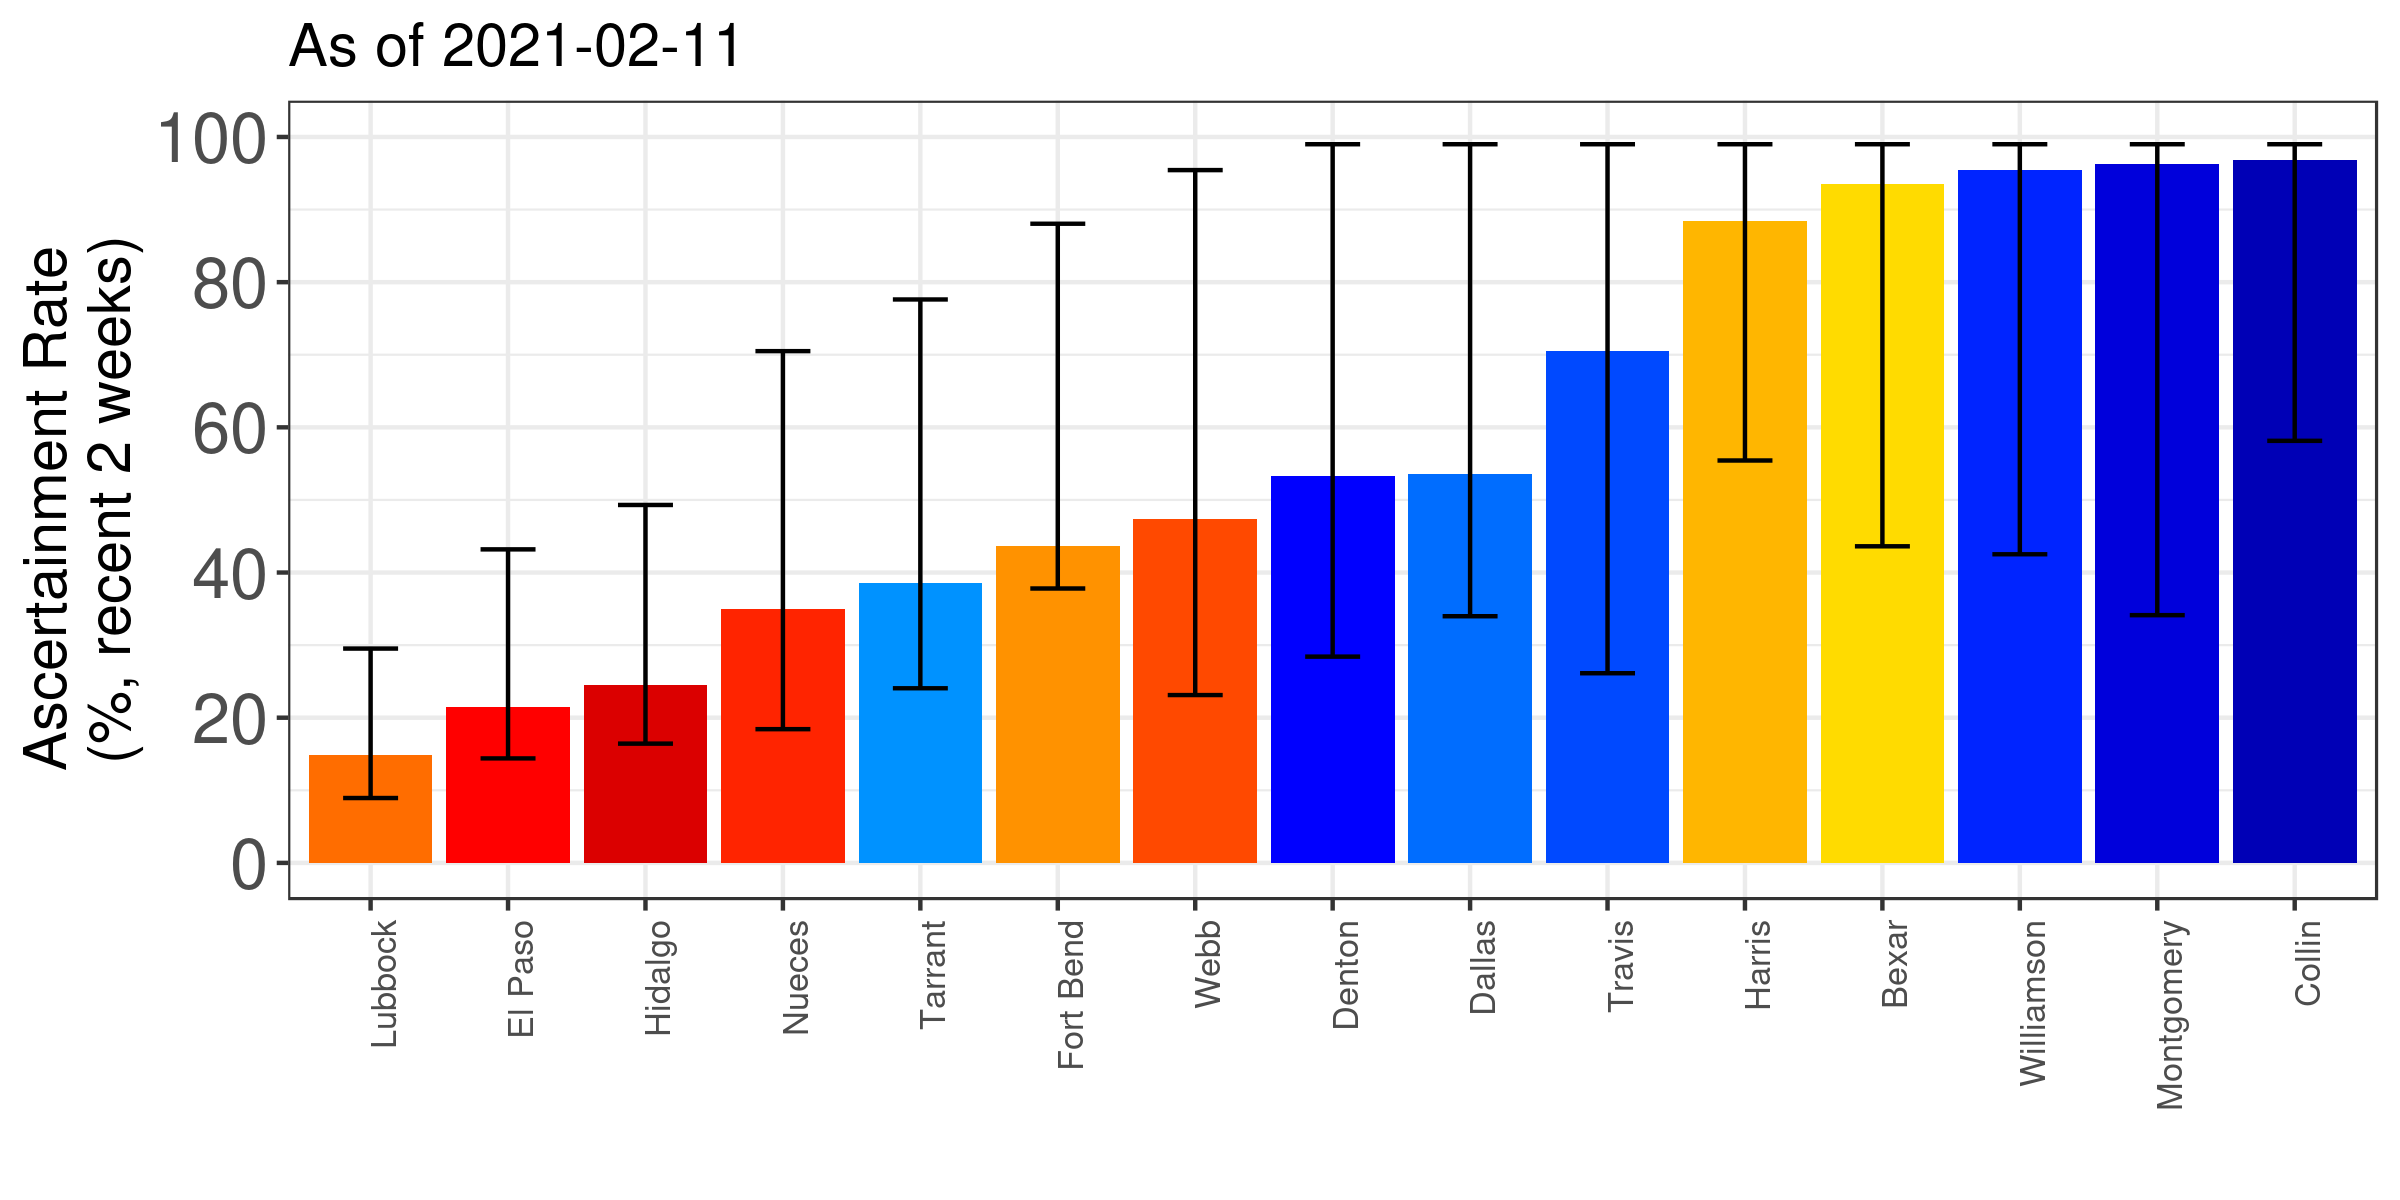 As of 2021-02-11
Ascertainment Rate
(%, recent 2 weeks)
100
80
60
40
20
0
Lubbock
El Paso
Hidalgo
Nueces
Tarrant
Fort Bend
Webb
Denton
Dallas
Travis
Harris
Bexar
Williamson
Montgomery
Collin